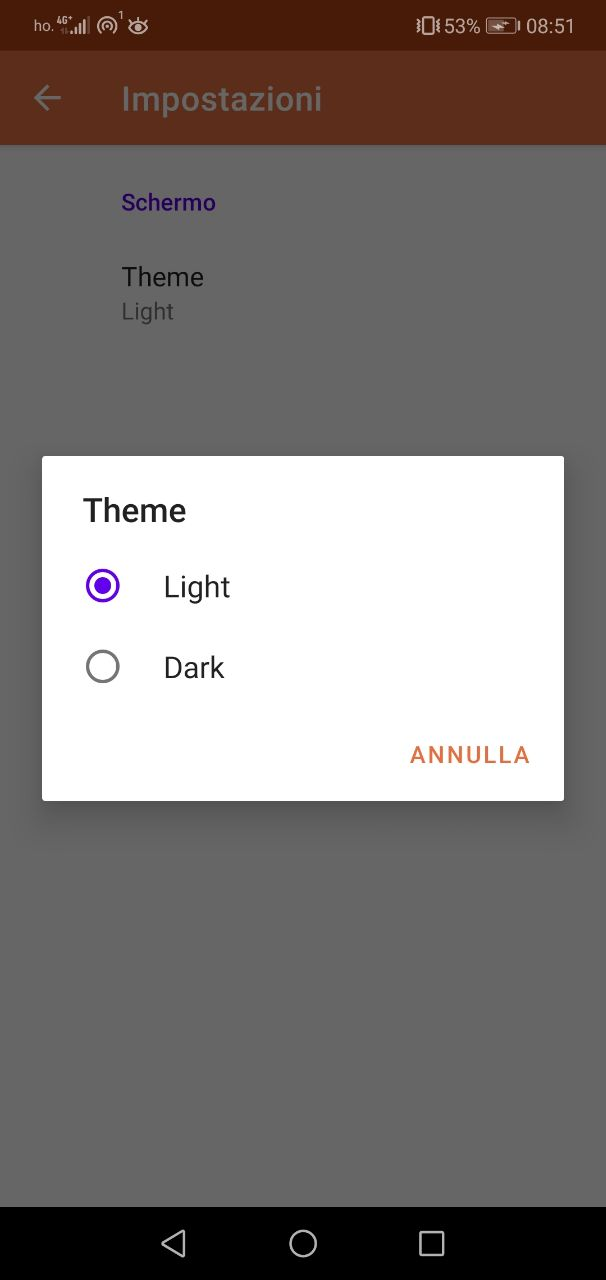 ho. 4G+ 1 53% 08:51
Impostazioni
Schermo
Theme
Light
Theme
Light
Dark
ANNULLA